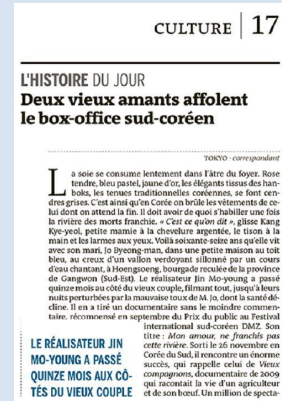 CULTURE | 17
L'HISTOIRE DU JOUR
Deux vieux amants affolent
le box-office sud-coréen
TOKYO - correspondant
La soie se consume lentement dans l'âtre du foyer. Rose
tendre, bleu pastel, jaune d'or, les élégants tissus des han-
boks, les tenues traditionnelles coréennes, se font cen-
dres grises. C'est ainsi qu'en Corée on brûle les vêtements de ce-
lui dont on attend la fin. Il doit avoir de quoi s'habiller une fois
la rivière des morts franchie. « C'est ce qu'on dit », glisse Kang
Kye-yeol, petite mamie à la chevelure argentée, le tison à la
main et les larmes aux yeux. Voilà soixante-seize ans qu'elle vit
avec son mari, Jo Byeong-man, dans une petite maison au toit
bleu, au creux d'un vallon verdoyant sillonné par un cours
d'eau chantant, à Hoengseong, bourgade reculée de la province
de Gangwon (Sud-Est). Le réalisateur Jin Mo-young a passé
quinze mois au côté du vieux couple, filmant tout, jusqu'à leurs
nuits perturbées par la mauvaise toux de M. Jo, dont la santé dé-
cline. Il en a tiré un documentaire sans le moindre commen-
taire, récompensé en septembre du Prix du public au Festival
international sud-coréen DMZ. Son
titre : Mon amour, ne franchis pas
cette rivière. Sorti le 26 novembre en
Corée du Sud, il rencontre un énorme
succès, qui rappelle celui de Vieux
compagnons, documentaire de 2009
qui racontait la vie d'un agriculteur
et de son bœuf. Un million de specta-
LE RÉALISATEUR JIN
MO-YOUNG A PASSÉ
QUINZE MOIS AUX CÔ-
TÉS DU VIEUX COUPLE